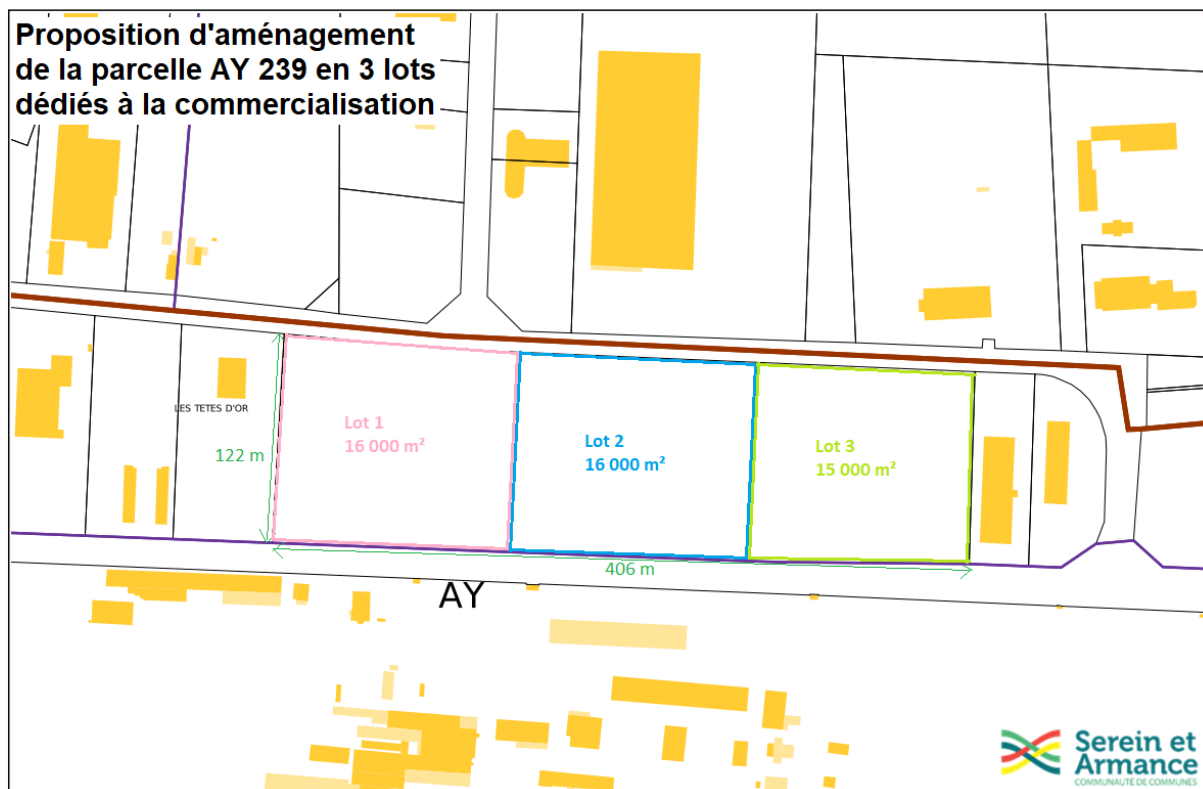 Proposition d'aménagement
de la parcelle AY 239 en 3 lots
dédiés à la commercialisation
LES TETES D'OR
122 m
Lot 1
16 000 m²
Lot 2
16 000 m²
Lot 3
15 000 m²
406 m
AY
Serein et
Armance
COMMUNAUTÉ DE COMMUNES